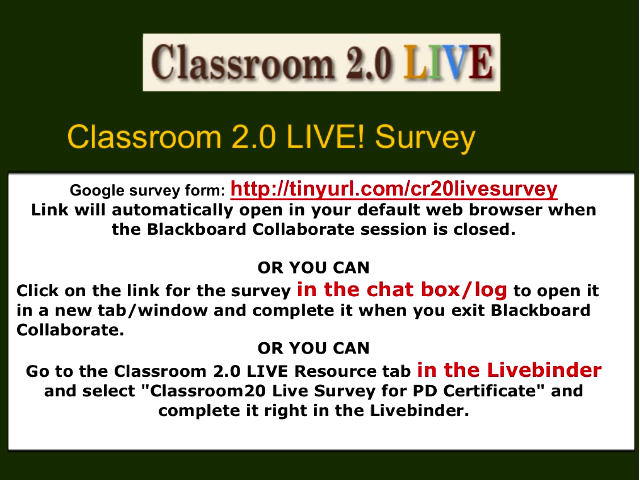 Classroom 2.0 LIVE
Classroom 2.0 LIVE! Survey
Google survey form: http://tinyurl.com/cr20livesurvey
Link will automatically open in your default web browser when
the Blackboard Collaborate session is closed.
OR YOU CAN
Click on the link for the survey in the chat box/log to open it
in a new tab/window and complete it when you exit Blackboard
Collaborate.
OR YOU CAN
Go to the Classroom 2.0 LIVE Resource tab in the Livebinder
and select "Classroom20 Live Survey for PD Certificate" and
complete it right in the Livebinder.